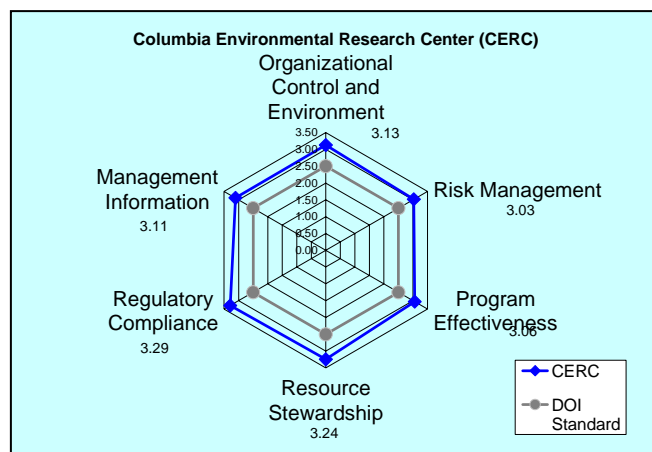 Columbia Environmental Research Center (CERC)
Organizational
Control and
Environment
3.13
3.50
3.00
2.50
2.00
1.50
1.00
0.50
0.00
Management
Information
3.11
Risk Management
3.03
Regulatory
Compliance
3.29
Program
Effectiveness
3.06
Resource
Stewardship
3.24
CERC
DOI
Standard